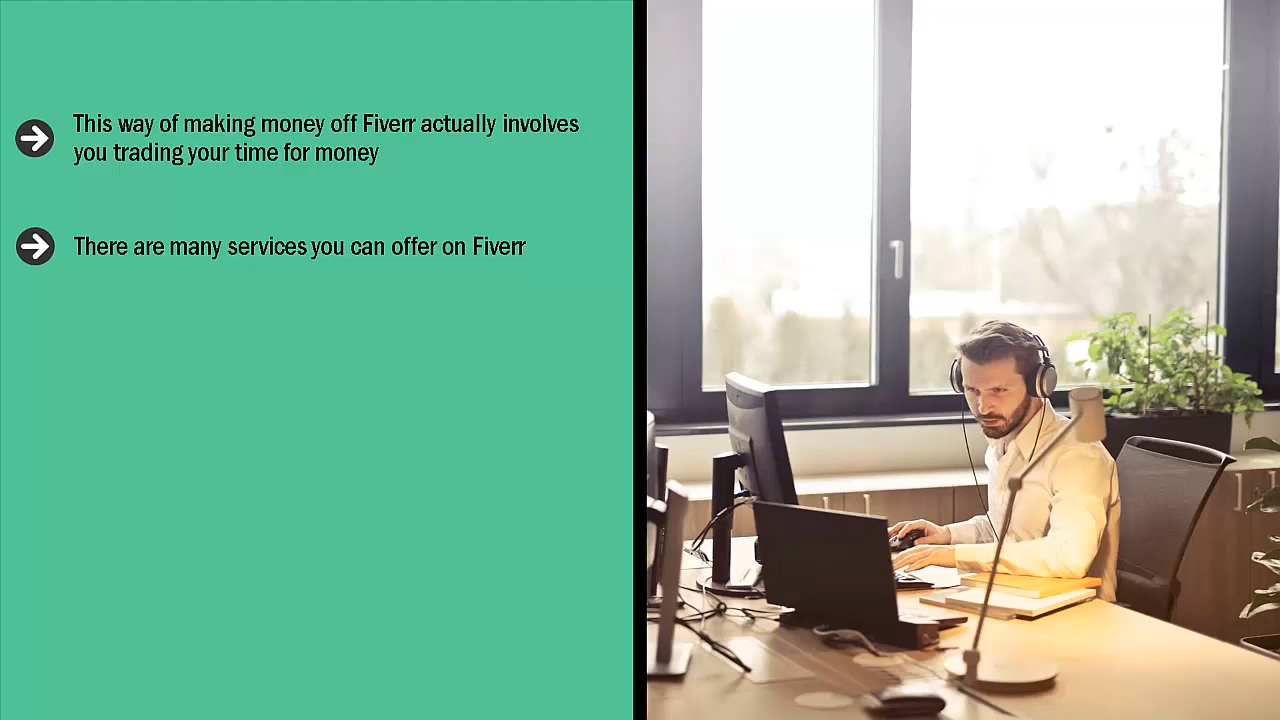 This way of making money off Fiverr actually involves
you trading your time for money
There are many services you can offer on Fiverr